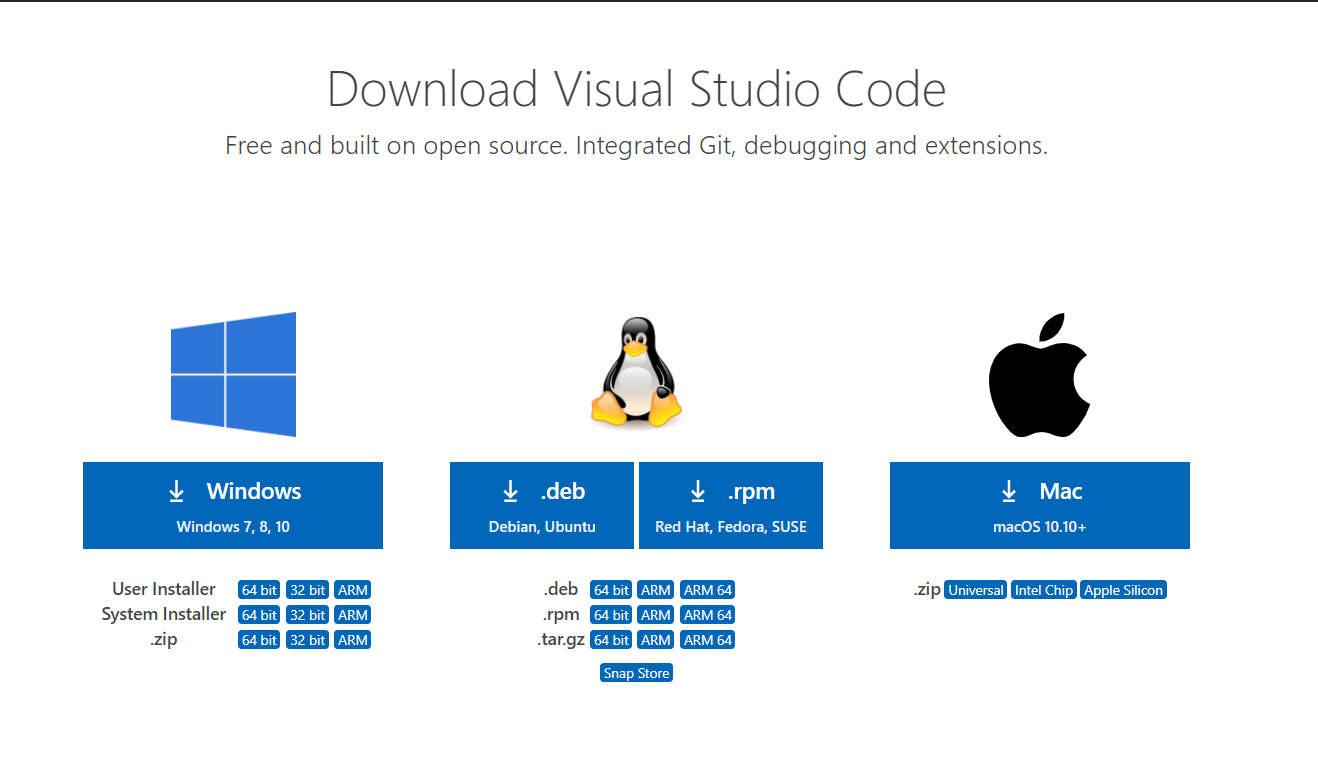 Download Visual Studio Code
Free and built on open source. Integrated Git, debugging and extensions.
Windows
Windows 7, 8, 10
User Installer 64 bit 32 bit ARM
System Installer 64 bit 32 bit ARM
.zip 64 bit 32 bit ARM
.deb
Debian, Ubuntu
.rpm
Red Hat, Fedora, SUSE
.deb 64 bit ARM ARM 64
.rpm 64 bit ARM ARM 64
.tar.gz 64 bit ARM ARM 64
Snap Store
Mac
macOS 10.10+
.zip Universal Intel Chip Apple Silicon